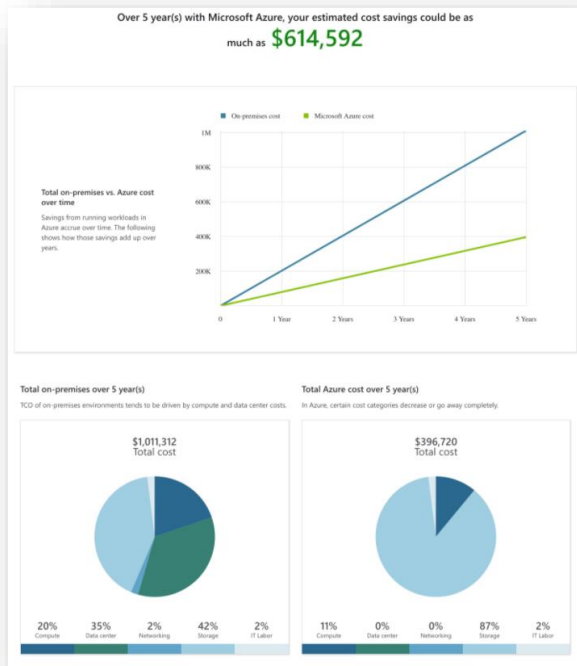 Over 5 year(s) with Microsoft Azure, your estimated cost savings could be as
much as $614,592
On-premises cost
Microsoft Azure cost
Total on-premises vs. Azure cost
over time
Savings from running workloads in
Azure accrue over time. The following
shows how those savings add up over
years.
1M
800K
600K
400K
200K
0
1 Year
2 Years
3 Years
4 Years
5 Years
Total on-premises over 5 year(s)
TCO of on-premises environments tends to be driven by compute and data center costs.
$1,011,312
Total cost
20%
35%
2%
42%
2%
Compute
Data center
Networking
Storage
IT Labor
Total Azure cost over 5 year(s)
In Azure, certain cost categories decrease or go away completely.
$396,720
Total cost
11%
0%
0%
87%
2%
Compute
Data center
Networking
Storage
IT Labor